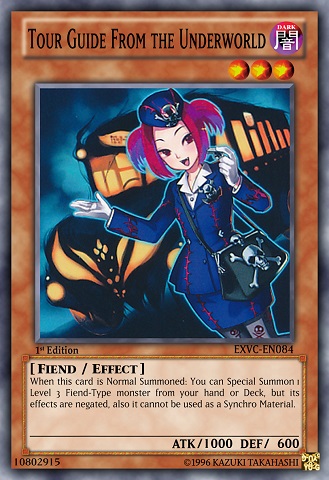 TOUR GUIDE FROM THE UNDERWORLD
DARK
闇
1st Edition
EXVC-EN084
[ FIEND / EFFECT ]
When this card is Normal Summoned: You can Special Summon 1
Level 3 Fiend-Type monster from your hand or Deck, but its
effects are negated, also it cannot be used as a Synchro Material.
ATK/1000 DEF/ 600
10802915
©1996 KAZUKI TAKAHASHI